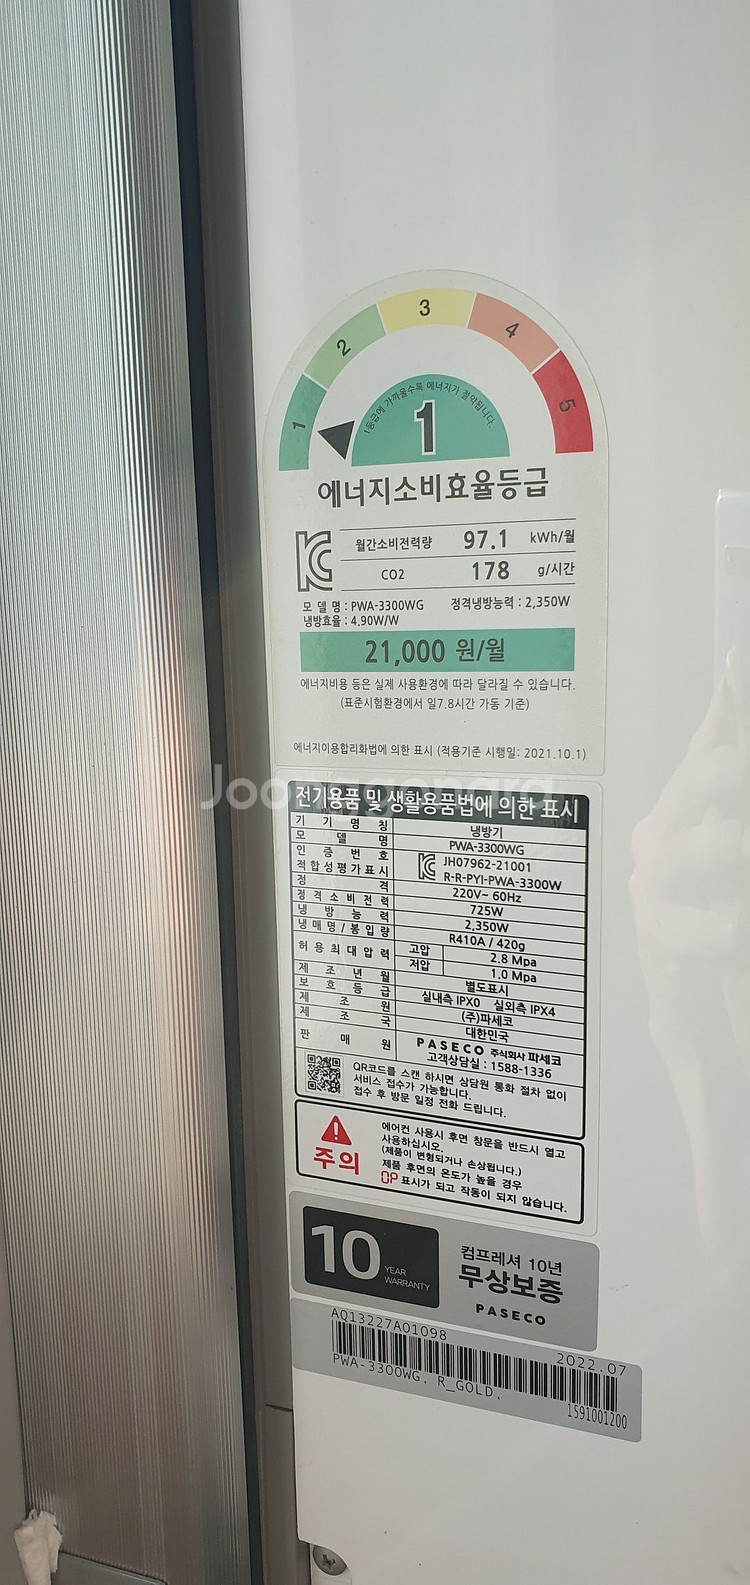 3
2
4
1
5
1등급에 가까울수록 에너지가 절약됩니다.
1
에너지소비효율등급
월간소비전력량 97.1 kWh/월
CO2 178 g/시간
모 델 명 : PWA-3300WG 정격냉방능력 : 2,350W
냉방효율 : 4.90W/W
21,000 원/월
에너지비용 등은 실제 사용환경에 따라 달라질 수 있습니다.
(표준시험환경에서 일7.8시간 가동 기준)
에너지이용합리화법에 의한 표시 (적용기준 시행일: 2021.10.1)
Joonggonara
전기용품 및 생활용품법에 의한 표시
기 기 명 칭 냉방기
모 델 명 PWA-3300WG
인 증 번 호 JH07962-21001
적합성평가표시 R-R-PYI-PWA-3300W
정 격 220V~ 60Hz
정격소비전력 725W
냉 방 능 력 2,350W
냉매명/봉입량 R410A / 420g
허용최대압력 고압 2.8 Mpa
저압 1.0 Mpa
제 조 년 월 별도표시
보 호 등 급 실내측 IPX0 실외측 IPX4
제 조 원 (주)파세코
제 조 국 대한민국
판 매 원 PASECO 주식회사 파세코
고객상담실 : 1588-1336
QR코드를 스캔 하시면 상담원 통화 절차 없이
서비스 접수가 가능합니다.
접수 후 방문 일정 전화 드립니다.
주의
에어컨 사용시 후면 창문을 반드시 열고
사용하십시오.
(제품이 변형되거나 손상됩니다.)
제품 후면의 온도가 높을 경우
OP 표시가 되고 작동이 되지 않습니다.
10 YEAR WARRANTY
컴프레셔 10년
무상보증
PASECO
AQ13227A01098
2022.07
PWA-3300WG, R_GOLD,
1591001200